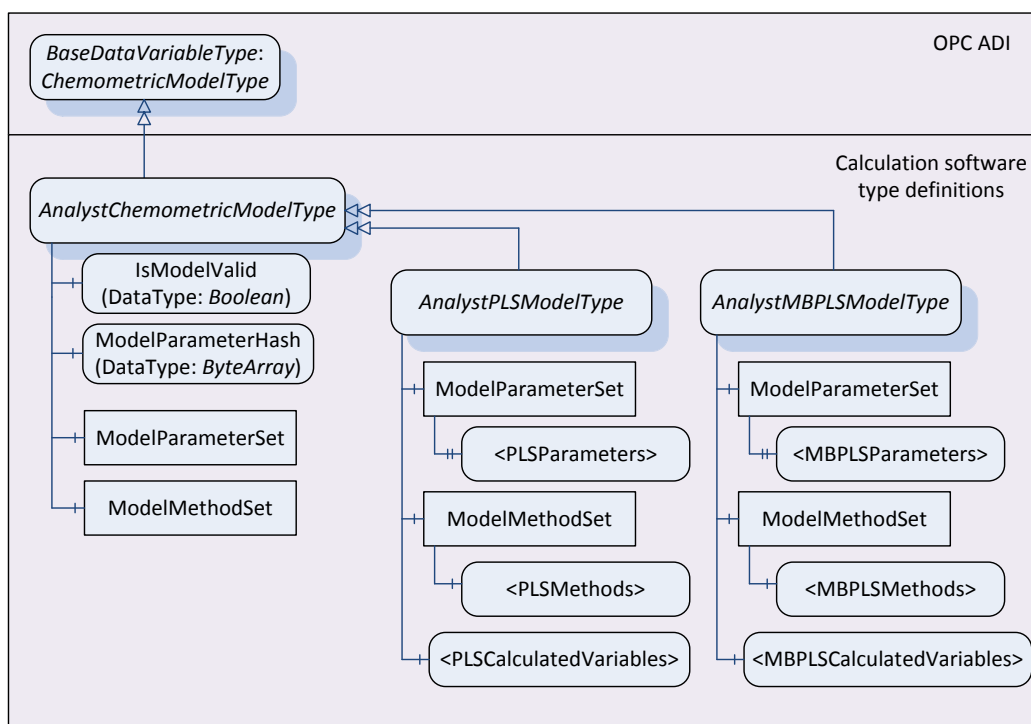 OPC ADI
BaseDataVariableType:
ChemometricModelType
Calculation software
type definitions
AnalystChemometricModelType
IsModelValid
(DataType: Boolean)
ModelParameterHash
(DataType: ByteArray)
ModelParameterSet
ModelMethodSet
AnalystPLSModelType
ModelParameterSet
<PLSParameters>
ModelMethodSet
<PLSMethods>
<PLSCalculatedVariables>
AnalystMBPLSModelType
ModelParameterSet
<MBPLSParameters>
ModelMethodSet
<MBPLSMethods>
<MBPLSCalculatedVariables>